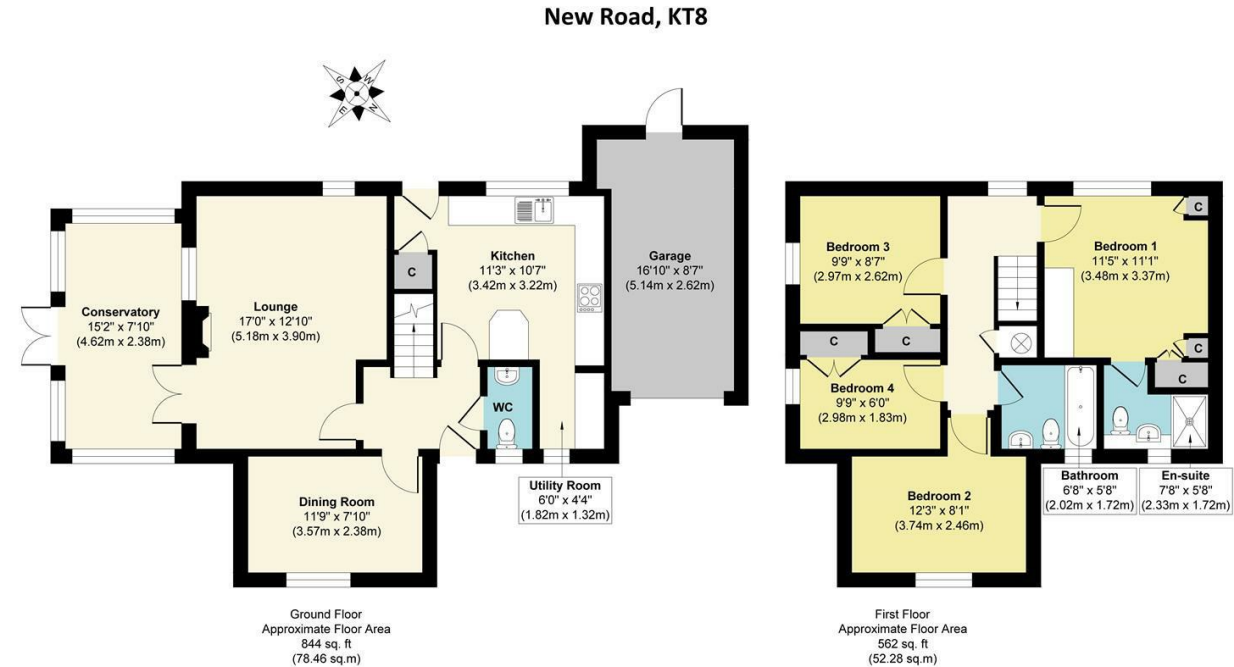 New Road, KT8
S
W
E
N
Conservatory
15'2" x 7'10"
(4.62m x 2.38m)
Lounge
17'0" x 12'10"
(5.18m x 3.90m)
C
Kitchen
11'3" x 10'7"
(3.42m x 3.22m)
Garage
16'10" x 8'7"
(5.14m x 2.62m)
WC
Utility Room
6'0" x 4'4"
(1.82m x 1.32m)
Dining Room
11'9" x 7'10"
(3.57m x 2.38m)
Ground Floor
Approximate Floor Area
844 sq. ft
(78.46 sq.m)
Bedroom 3
9'9" x 8'7"
(2.97m x 2.62m)
Bedroom 1
11'5" x 11'1"
(3.48m x 3.37m)
C
C
C
C
C
Bedroom 4
9'9" x 6'0"
(2.98m x 1.83m)
Bedroom 2
12'3" x 8'1"
(3.74m x 2.46m)
Bathroom
6'8" x 5'8"
(2.02m x 1.72m)
En-suite
7'8" x 5'8"
(2.33m x 1.72m)
First Floor
Approximate Floor Area
562 sq. ft
(52.28 sq.m)